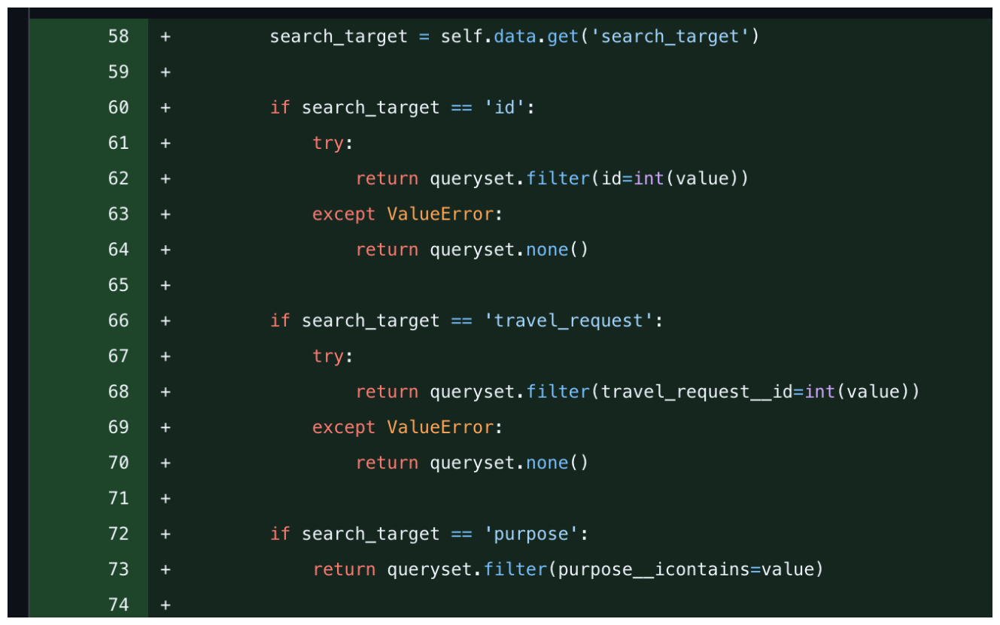 58 + search_target = self.data.get('search_target')
59 +
60 + if search_target == 'id':
61 + try:
62 + return queryset.filter(id=int(value))
63 + except ValueError:
64 + return queryset.none()
65 +
66 + if search_target == 'travel_request':
67 + try:
68 + return queryset.filter(travel_request__id=int(value))
69 + except ValueError:
70 + return queryset.none()
71 +
72 + if search_target == 'purpose':
73 + return queryset.filter(purpose__icontains=value)
74 +